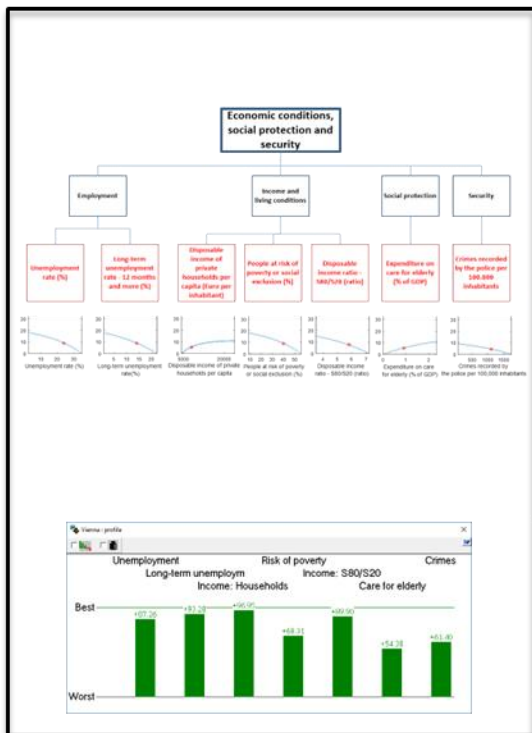 Economic conditions,
social protection and
security
Employment
Income and
living conditions
Social protection
Security
Unemployment
rate (%)
Long-term
unemployment
rate - 12 months
and more (%)
Disposable
income of
private
households per
capita (Euro per
inhabitant)
People at risk of
poverty or social
exclusion (%)
Disposable
income ratio -
S80/S20 (ratio)
Expenditure on
care for elderly
(% of GDP)
Crimes recorded
by the police per
100.000
inhabitants
Unemployment rate (%)
Long-term unemployment
rate(%)
Disposable income of private
households per capita
People at risk of poverty
or social exclusion (%)
Disposable income
ratio - S80/S20 (ratio)
Expenditure on care
for elderly (% of GDP)
Crimes recorded by
the police per 100,000 inhabitants
Vienna : profile
Unemployment Risk of poverty Crimes
Long-term unemploym Income: S80/S20
Income: Households Care for elderly
Best
Worst
+87.26
+68.31
+54.28
+61.40